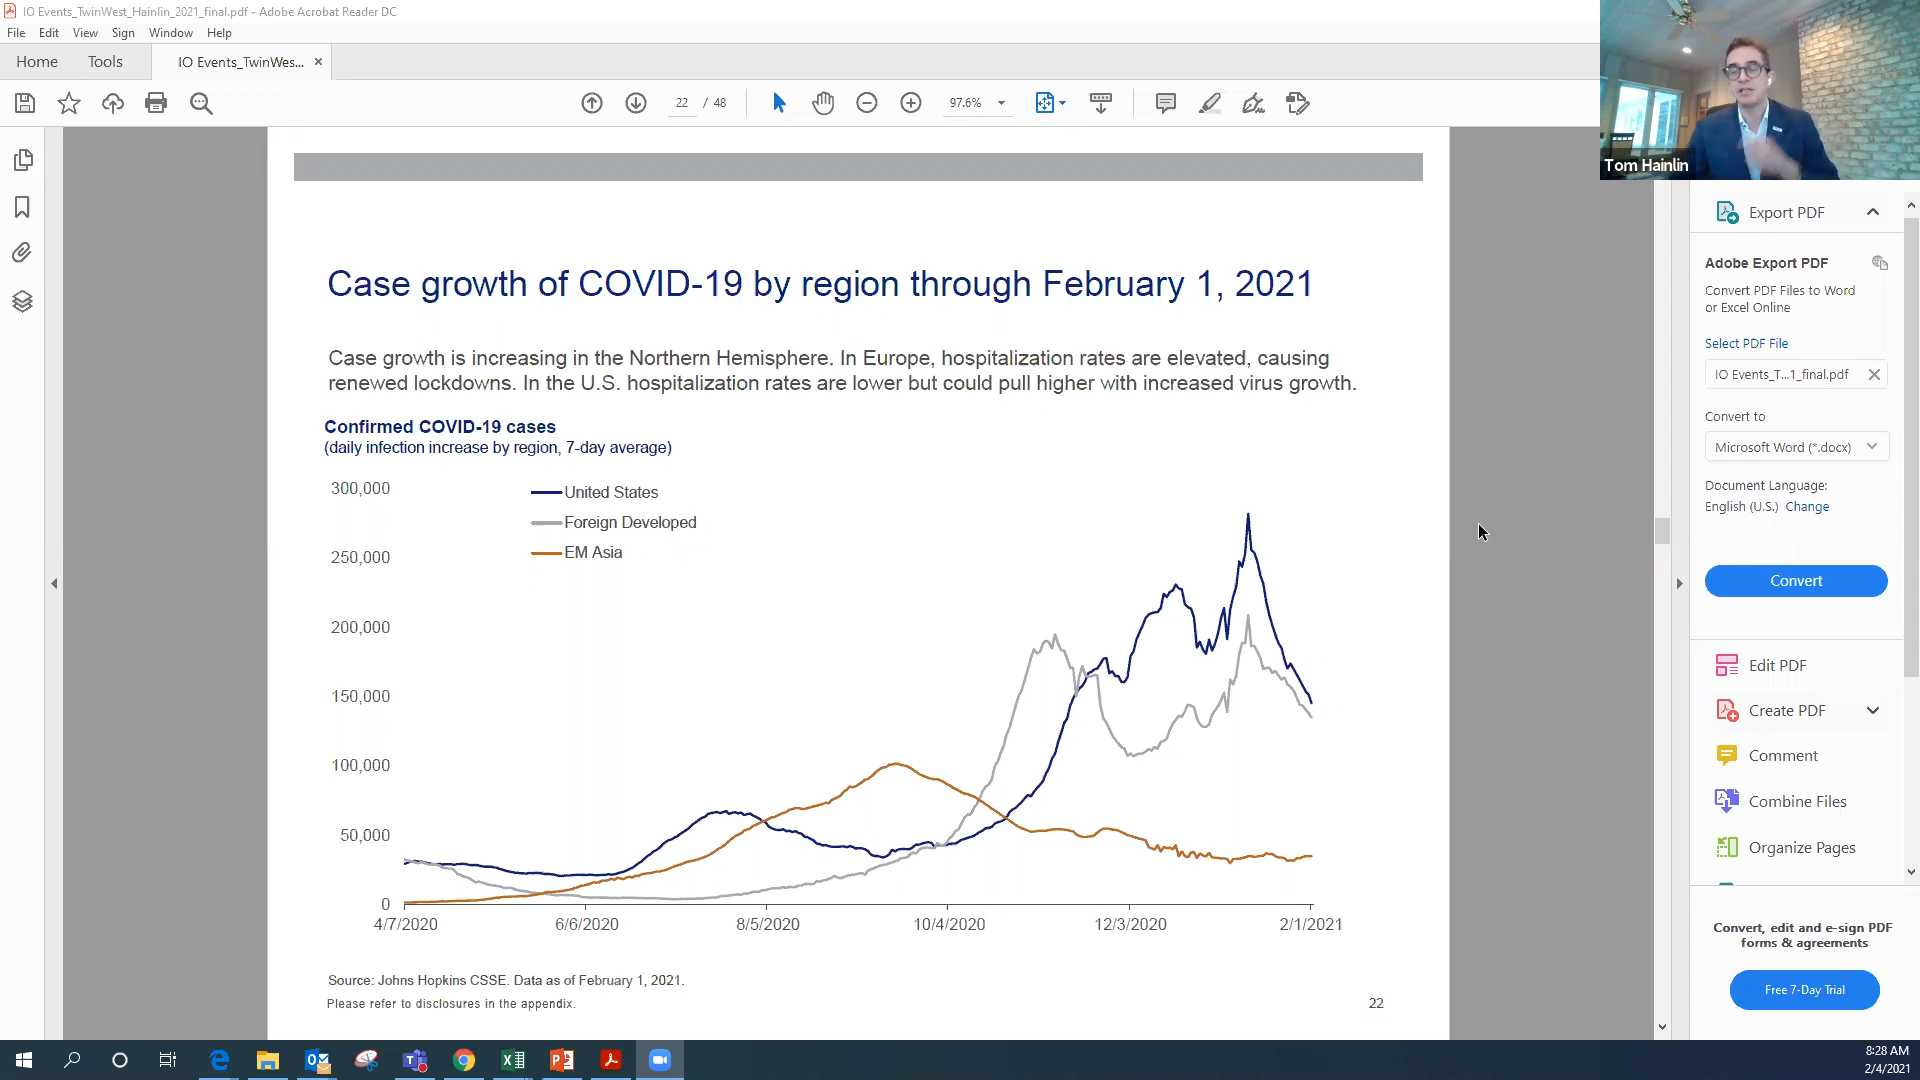 IO Events_TwinWest_Hainlin_2021_final.pdf - Adobe Acrobat Reader DC
File Edit View Sign Window Help
Home Tools IO Events_TwinWes... ×
22 / 48 97.6%
Tom Hainlin
Case growth of COVID-19 by region through February 1, 2021
Case growth is increasing in the Northern Hemisphere. In Europe, hospitalization rates are elevated, causing
renewed lockdowns. In the U.S. hospitalization rates are lower but could pull higher with increased virus growth.
Confirmed COVID-19 cases
(daily infection increase by region, 7-day average)
300,000
250,000
200,000
150,000
100,000
50,000
0
United States
Foreign Developed
EM Asia
4/7/2020 6/6/2020 8/5/2020 10/4/2020 12/3/2020 2/1/2021
Source: Johns Hopkins CSSE. Data as of February 1, 2021.
Please refer to disclosures in the appendix.
22
Export PDF
Adobe Export PDF
Convert PDF Files to Word
or Excel Online
Select PDF File
IO Events_T...1_final.pdf
Convert to
Microsoft Word (*.docx)
Document Language:
English (U.S.) Change
Convert
Edit PDF
Create PDF
Comment
Combine Files
Organize Pages
Convert, edit and e-sign PDF
forms & agreements
Free 7-Day Trial
8:28 AM
2/4/2021